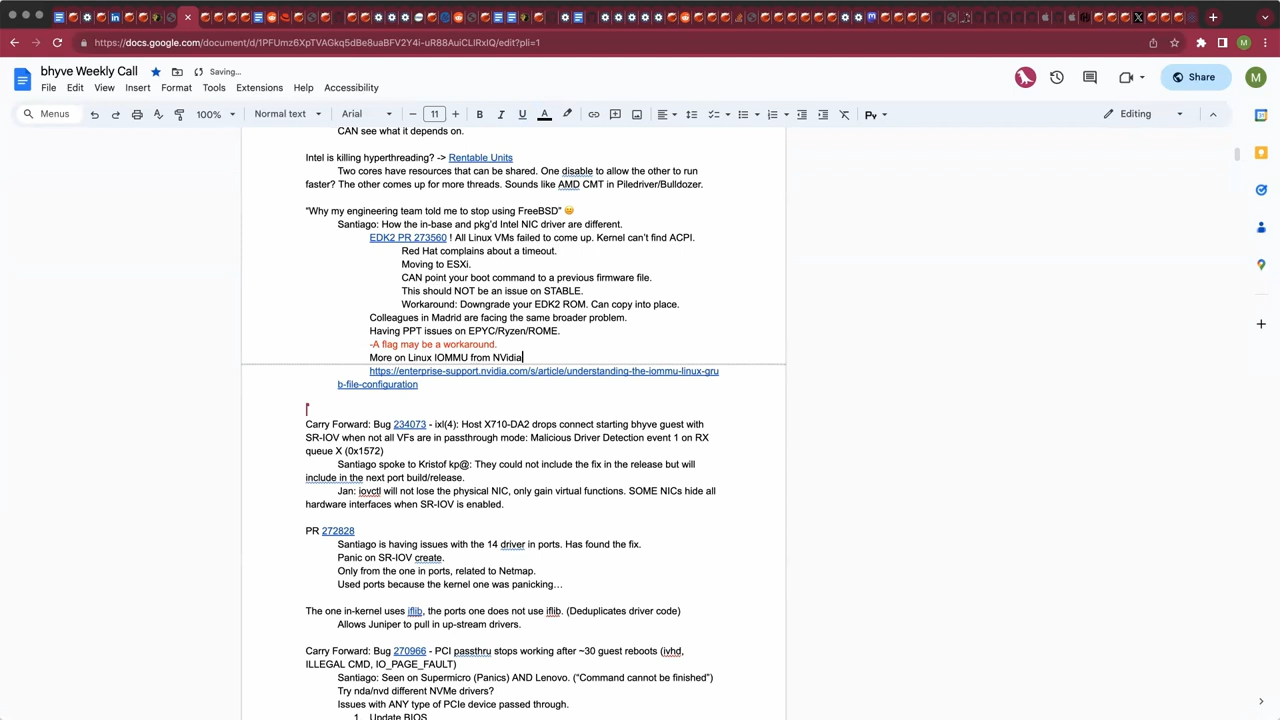 https://docs.google.com/document/d/1PFUmz6XpTVAGkq5dBe8uaBFV2Y4i-uR88AuiCLIRxIQ/edit?pli=1
M
bhyve Weekly Call
Saving...
File Edit View Insert Format Tools Extensions Help Accessibility
Share
M
Menus
100%
Normal text
Arial
11
B I U A
Editing
CAN see what it depends on.
Intel is killing hyperthreading? -> Rentable Units
Two cores have resources that can be shared. One disable to allow the other to run
faster? The other comes up for more threads. Sounds like AMD CMT in Piledriver/Bulldozer.
“Why my engineering team told me to stop using FreeBSD” 😄
Santiago: How the in-base and pkg’d Intel NIC driver are different.
EDK2 PR 273560 ! All Linux VMs failed to come up. Kernel can’t find ACPI.
Red Hat complains about a timeout.
Moving to ESXi.
CAN point your boot command to a previous firmware file.
This should NOT be an issue on STABLE.
Workaround: Downgrade your EDK2 ROM. Can copy into place.
Colleagues in Madrid are facing the same broader problem.
Having PPT issues on EPYC/Ryzen/ROME.
-A flag may be a workaround.
More on Linux IOMMU from NVidia
https://enterprise-support.nvidia.com/s/article/understanding-the-iommu-linux-gru
b-file-configuration
Carry Forward: Bug 234073 - ixl(4): Host X710-DA2 drops connect starting bhyve guest with
SR-IOV when not all VFs are in passthrough mode: Malicious Driver Detection event 1 on RX
queue X (0x1572)
Santiago spoke to Kristof kp@: They could not include the fix in the release but will
include in the next port build/release.
Jan: iovctl will not lose the physical NIC, only gain virtual functions. SOME NICs hide all
hardware interfaces when SR-IOV is enabled.
PR 272828
Santiago is having issues with the 14 driver in ports. Has found the fix.
Panic on SR-IOV create.
Only from the one in ports, related to Netmap.
Used ports because the kernel one was panicking…
The one in-kernel uses iflib, the ports one does not use iflib. (Deduplicates driver code)
Allows Juniper to pull in up-stream drivers.
Carry Forward: Bug 270966 - PCI passthru stops working after ~30 guest reboots (ivhd,
ILLEGAL CMD, IO_PAGE_FAULT)
Santiago: Seen on Supermicro (Panics) AND Lenovo. (“Command cannot be finished”)
Try nda/nvd different NVMe drivers?
Issues with ANY type of PCIe device passed through.
1. Update BIOS